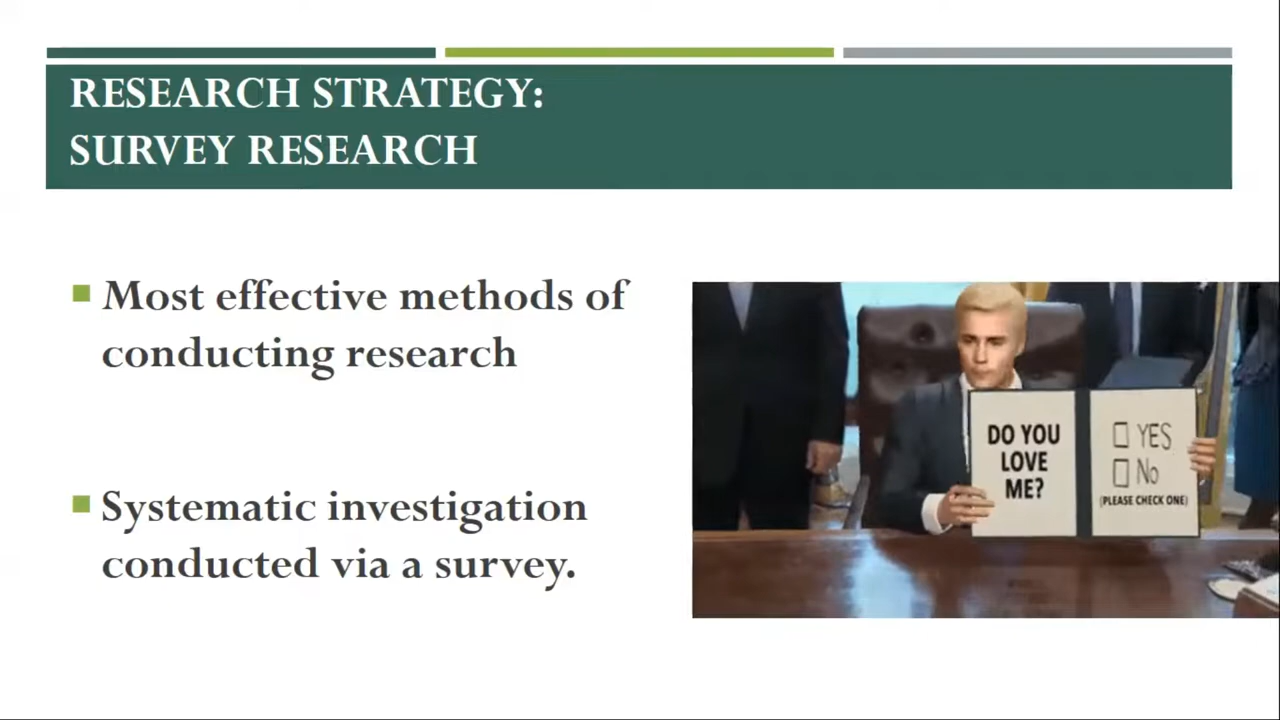 RESEARCH STRATEGY:
SURVEY RESEARCH
Most effective methods of
conducting research
Systematic investigation
conducted via a survey.
DO YOU
LOVE
ME?
YES
No
(PLEASE CHECK ONE)